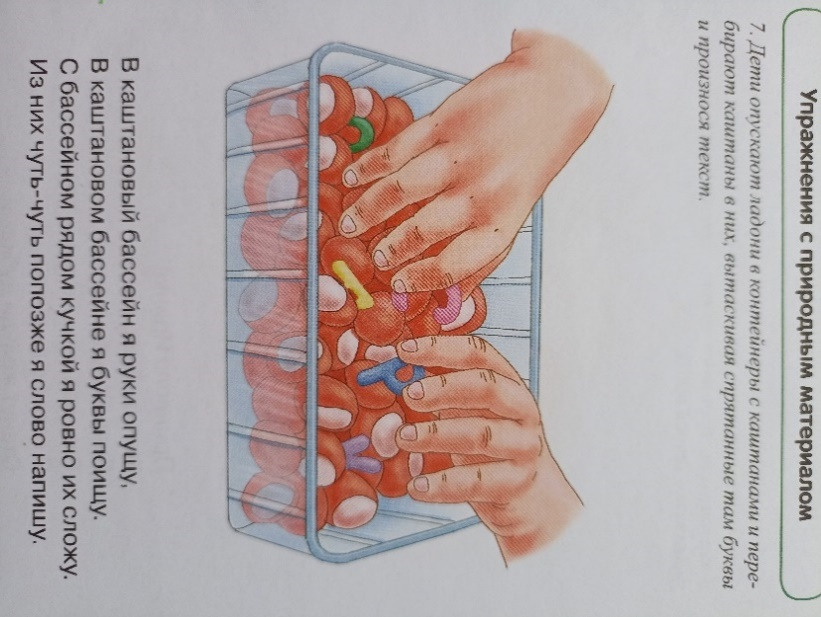 Упражнения с природным материалом
7. Дети опускают ладони в контейнеры с каштанами и пере-
бирают каштаны в них, вытаскивая спрятанные там буквы
и произнося текст.
В каштановый бассейн я руки опущу,
В каштановом бассейне я буквы поищу.
С бассейном рядом кучкой я ровно их сложу.
Из них чуть-чуть попозже я слово напишу.